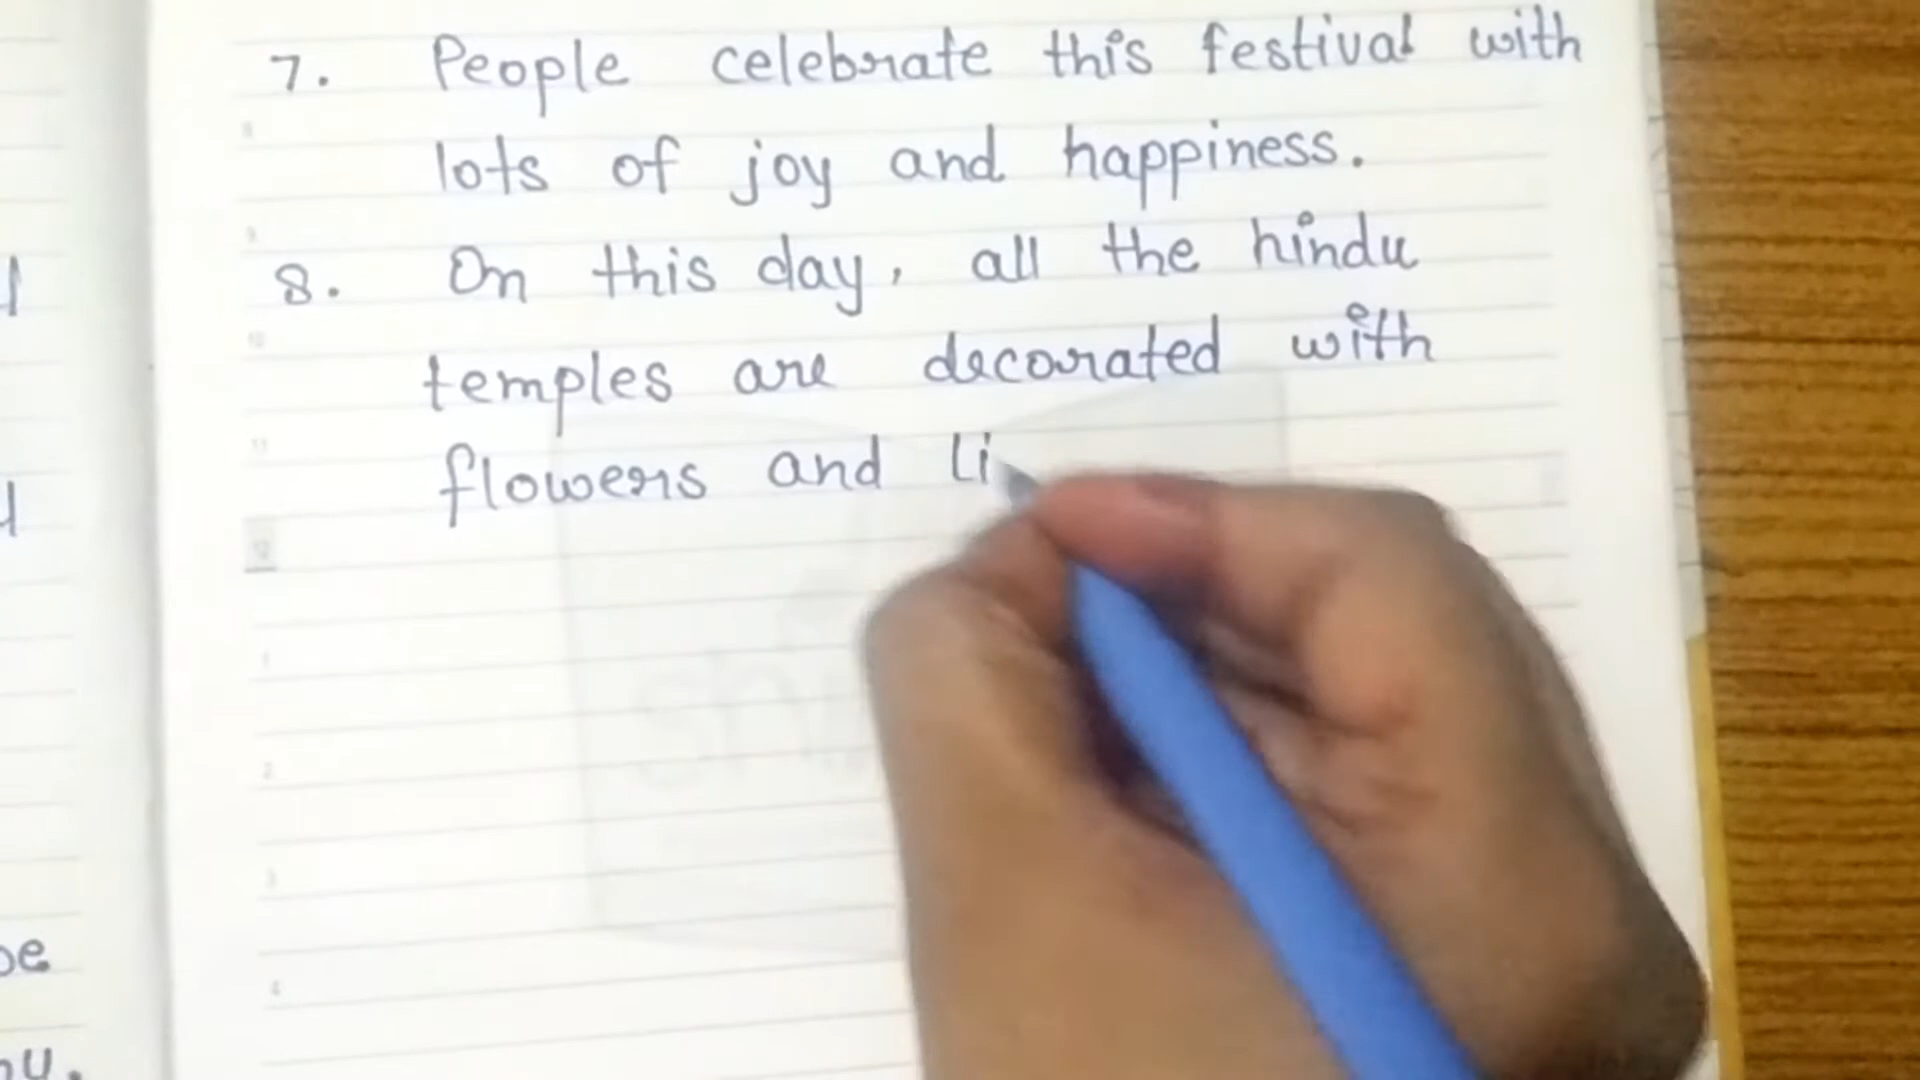 7. People celebrate this festival with
lots of joy and happiness.
8. On this day, all the hindu
temples are decorated with
flowers and li